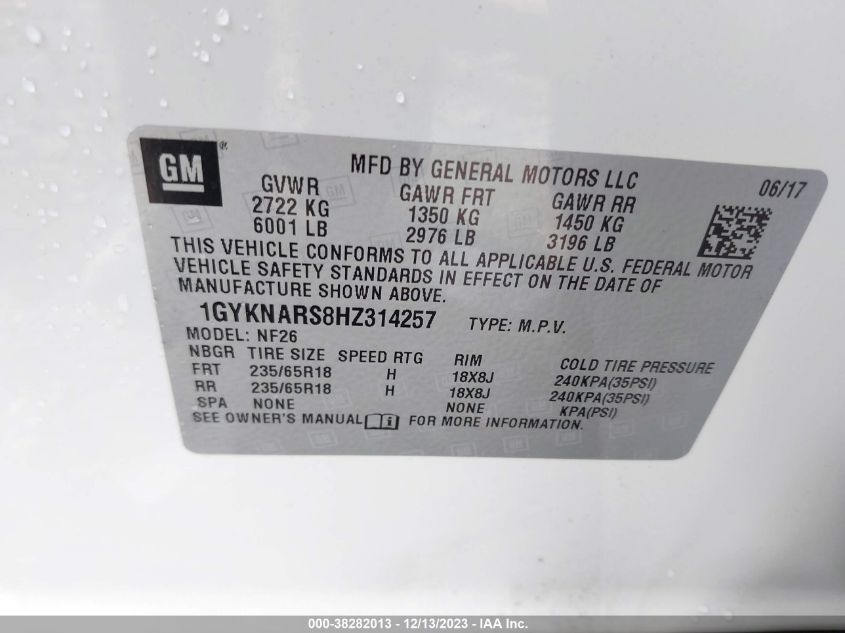 GM®
MFD BY GENERAL MOTORS LLC
06/17
GVWR GAWR FRT GAWR RR
2722 KG 1350 KG 1450 KG
6001 LB 2976 LB 3196 LB
THIS VEHICLE CONFORMS TO ALL APPLICABLE U.S. FEDERAL MOTOR
VEHICLE SAFETY STANDARDS IN EFFECT ON THE DATE OF
MANUFACTURE SHOWN ABOVE.
1GYKNARS8HZ314257 TYPE: M.P.V.
MODEL: NF26
NBGR TIRE SIZE SPEED RTG RIM COLD TIRE PRESSURE
FRT 235/65R18 H 18X8J 240KPA(35PSI)
RR 235/65R18 H 18X8J 240KPA(35PSI)
SPA NONE NONE KPA(PSI)
SEE OWNER'S MANUAL FOR MORE INFORMATION.
000-38282013 - 12/13/2023 - IAA Inc.